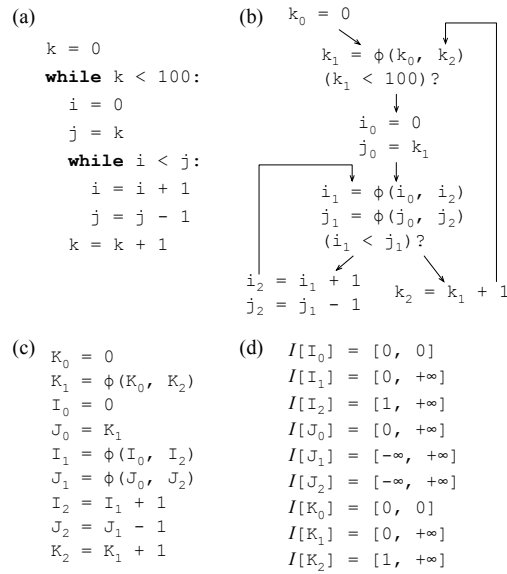 (a)
k = 0
while k < 100:
i = 0
j = k
while i < j:
i = i + 1
j = j - 1
k = k + 1
(b)
k₀ = 0
k₁ = ϕ(k₀, k₂)
(k₁ < 100)?
i₀ = 0
j₀ = k₁
i₁ = ϕ(i₀, i₂)
j₁ = ϕ(j₀, j₂)
(i₁ < j₁)?
i₂ = i₁ + 1
j₂ = j₁ - 1
k₂ = k₁ + 1
(c)
K₀ = 0
K₁ = ϕ(K₀, K₂)
I₀ = 0
J₀ = K₁
I₁ = ϕ(I₀, I₂)
J₁ = ϕ(J₀, J₂)
I₂ = I₁ + 1
J₂ = J₁ - 1
K₂ = K₁ + 1
(d)
I[I₀] = [0, 0]
I[I₁] = [0, +∞]
I[I₂] = [1, +∞]
I[J₀] = [0, +∞]
I[J₁] = [-∞, +∞]
I[J₂] = [-∞, +∞]
I[K₀] = [0, 0]
I[K₁] = [0, +∞]
I[K₂] = [1, +∞]